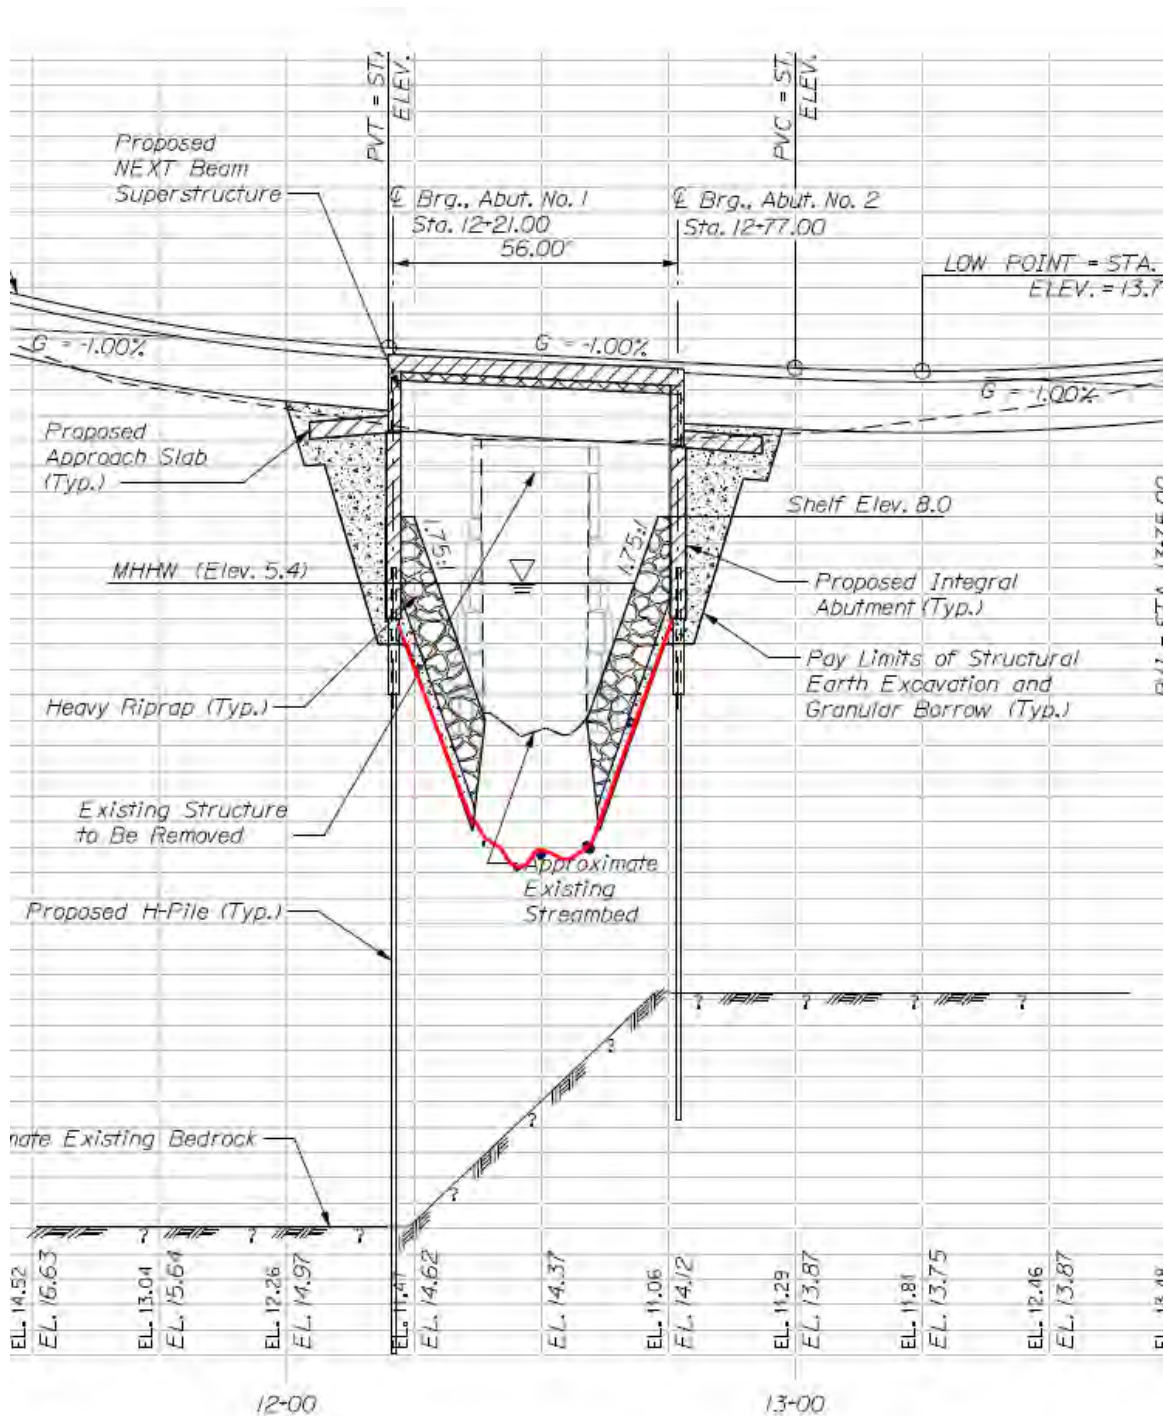 PVT = STA
ELEV.
PVC = STA
ELEV.
Proposed
NEXT Beam
Superstructure
℄ Brg., Abut. No. 1
Sta. 12+21.00
℄ Brg., Abut. No. 2
Sta. 12+77.00
56.00'
LOW POINT = STA.
ELEV. = 13.7
G = -1.00%
G = -1.00%
G = -1.00%
Proposed
Approach Slab
(Typ.)
1.75:1
1.75:1
Shelf Elev. 8.0
MHHW (Elev. 5.4)
Proposed Integral
Abutment (Typ.)
Pay Limits of Structural
Earth Excavation and
Granular Borrow (Typ.)
Heavy Riprap (Typ.)
Existing Structure
to Be Removed
Approximate
Existing
Streambed
Proposed H-Pile (Typ.)
? ? ? ?
?
?
?
mate Existing Bedrock
? ? ?
EL. 14.52
EL. 16.63
EL. 13.04
EL. 15.64
EL. 12.26
EL. 14.97
EL. 11.47
EL. 14.62
EL. 14.37
EL. 11.06
EL. 14.12
EL. 11.29
EL. 13.87
EL. 11.81
EL. 13.75
EL. 12.46
EL. 13.87
12+00
13+00